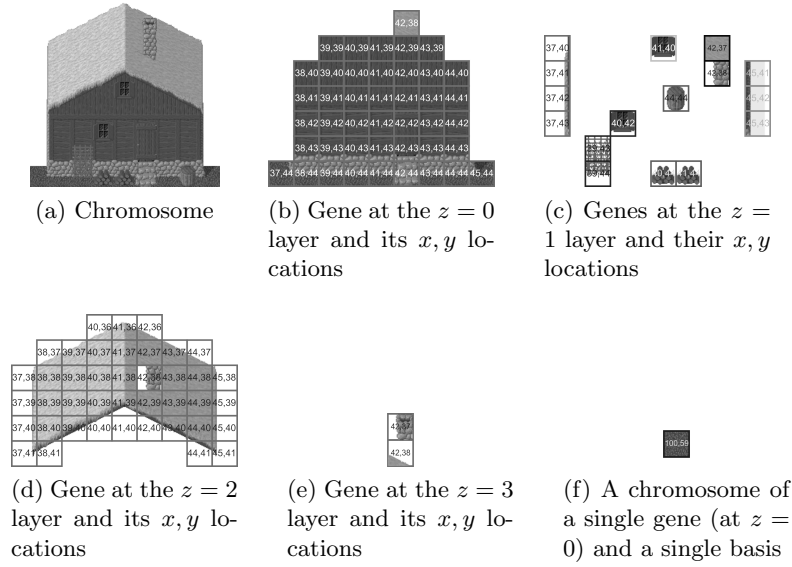 42,38
39,39 40,39 41,39 42,39 43,39
38,40 39,40 40,40 41,40 42,40 43,40 44,40
38,41 39,41 40,41 41,41 42,41 43,41 44,41
38,42 39,42 40,42 41,42 42,42 43,42 44,42
38,43 39,43 40,43 41,43 42,43 43,43 44,43
37,44 38,44 39,44 40,44 41,44 42,44 43,44 44,44 45,44
37,40 41,40 42,37
37,41 42,38 45,41
37,42 44,44 45,42
37,43 40,42 45,43
(a) Chromosome
(b) Gene at the z = 0
layer and its x, y lo-
cations
(c) Genes at the z =
1 layer and their x, y
locations
40,36 41,36 42,36
38,37 39,37 40,37 41,37 42,37 43,37 44,37
37,38 38,38 39,38 40,38 41,38 42,38 43,38 44,38 45,38
37,39 38,39 39,39 40,39 41,39 42,39 43,39 44,39 45,39
37,40 38,40 39,40 40,40 41,40 42,40 43,40 44,40 45,40
37,41 38,41 44,41 45,41
42,37
42,38
100,59
(d) Gene at the z = 2
layer and its x, y lo-
cations
(e) Gene at the z = 3
layer and its x, y lo-
cations
(f) A chromosome of
a single gene (at z =
0) and a single basis